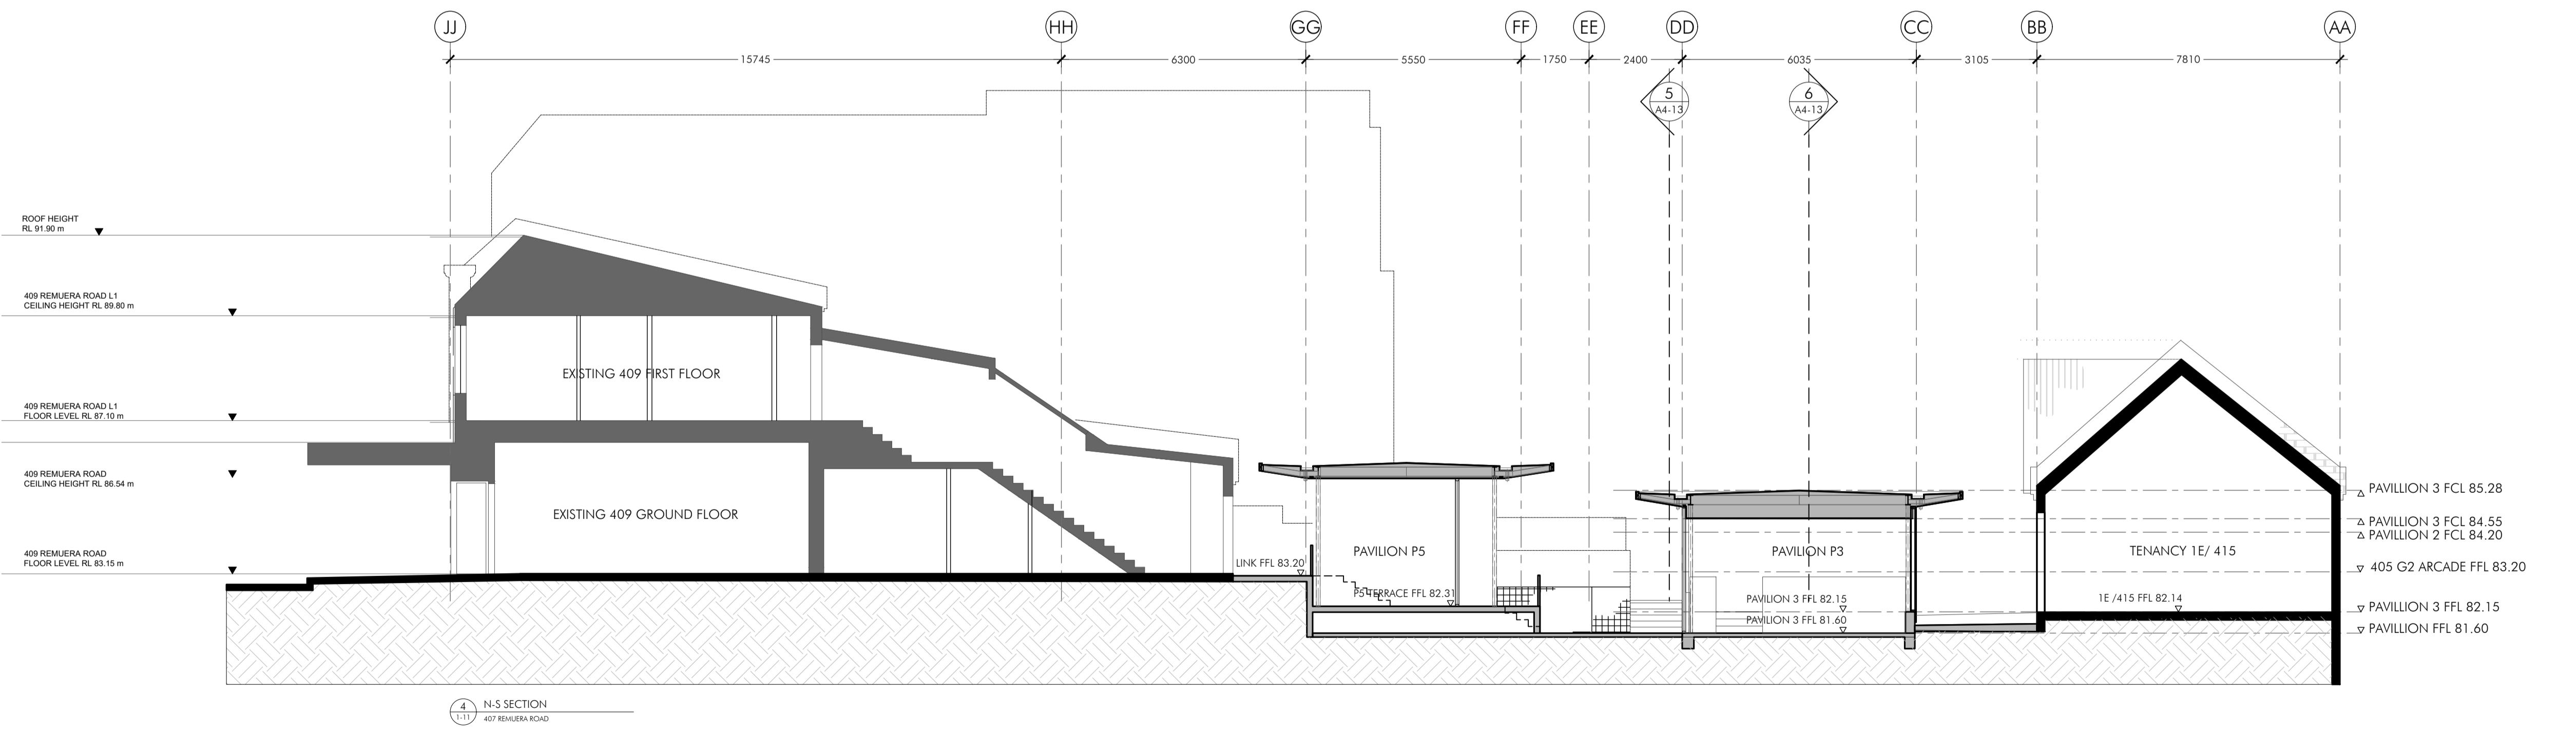 JJ
HH
GG
FF
EE
DD
CC
BB
AA
15745
6300
5550
1750
2400
6035
3105
7810
5
A4-13
6
A4-13
ROOF HEIGHT
RL 91.90 m
409 REMUERA ROAD L1
CEILING HEIGHT RL 89.80 m
EXISTING 409 FIRST FLOOR
409 REMUERA ROAD L1
FLOOR LEVEL RL 87.10 m
409 REMUERA ROAD
CEILING HEIGHT RL 86.54 m
EXISTING 409 GROUND FLOOR
409 REMUERA ROAD
FLOOR LEVEL RL 83.15 m
LINK FFL 83.20
PAVILION P5
P5 TERRACE FFL 82.31
PAVILION P3
PAVILION 3 FFL 82.15
PAVILION 3 FFL 81.60
TENANCY 1E/ 415
1E /415 FFL 82.14
PAVILLION 3 FCL 85.28
PAVILLION 3 FCL 84.55
PAVILLION 2 FCL 84.20
405 G2 ARCADE FFL 83.20
PAVILLION 3 FFL 82.15
PAVILLION FFL 81.60
4
1-11
N-S SECTION
407 REMUERA ROAD